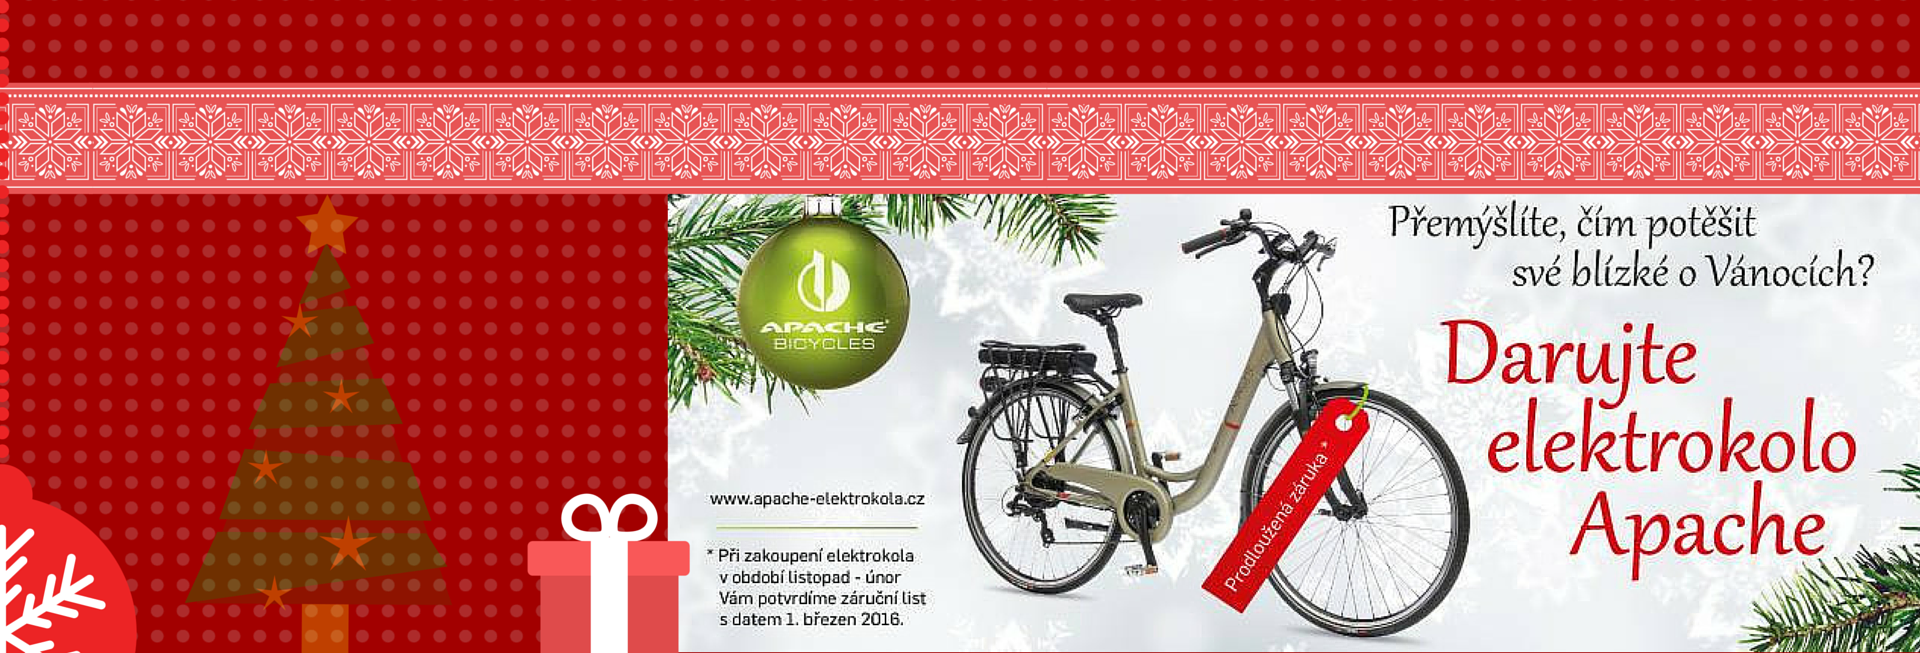 APACHE
BICYCLES
www.apache-elektrokola.cz
* Při zakoupení elektrokola
v období listopad - únor
Vám potvrdíme záruční list
s datem 1. březen 2016.
Prodloužená záruka *
Přemýšlíte, čím potěšit
své blízké o Vánocích?
Darujte
elektrokolo
Apache